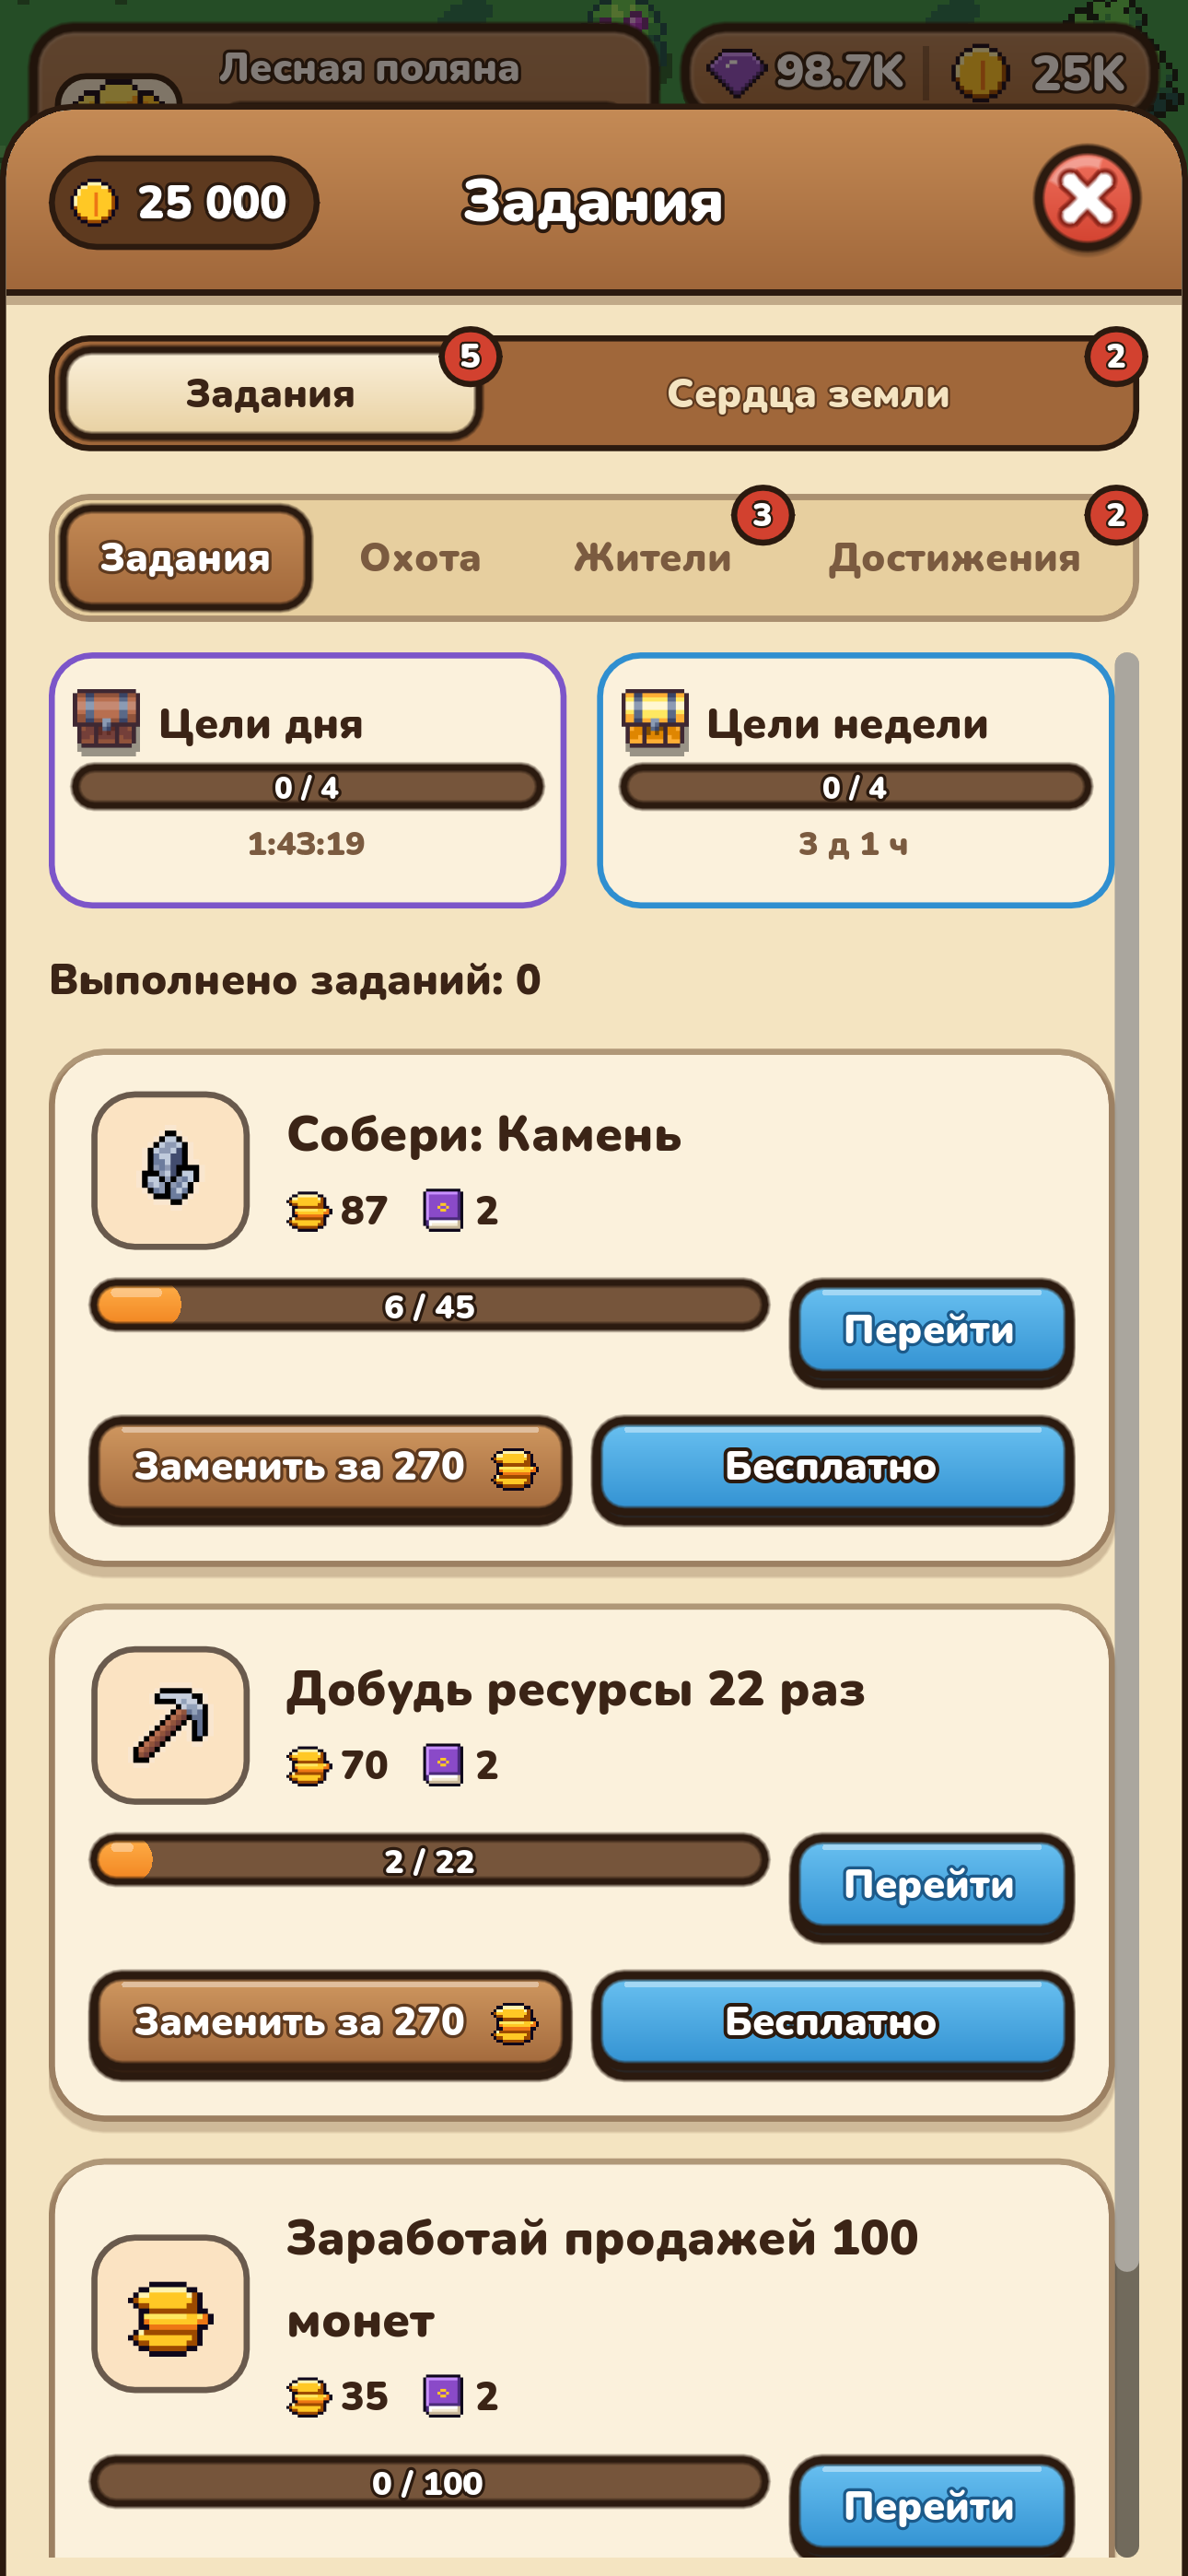 Лесная поляна
98.7K
25K
25 000
Задания
Задания
5
Сердца земли
2
Задания
Охота
Жители
3
Достижения
2
Цели дня
0 / 4
1:43:19
Цели недели
0 / 4
3 д 1 ч
Выполнено заданий: 0
Собери: Камень
87
2
6 / 45
Перейти
Заменить за 270
Бесплатно
Добудь ресурсы 22 раз
70
2
2 / 22
Перейти
Заменить за 270
Бесплатно
Заработай продажей 100
монет
35
2
0 / 100
Перейти